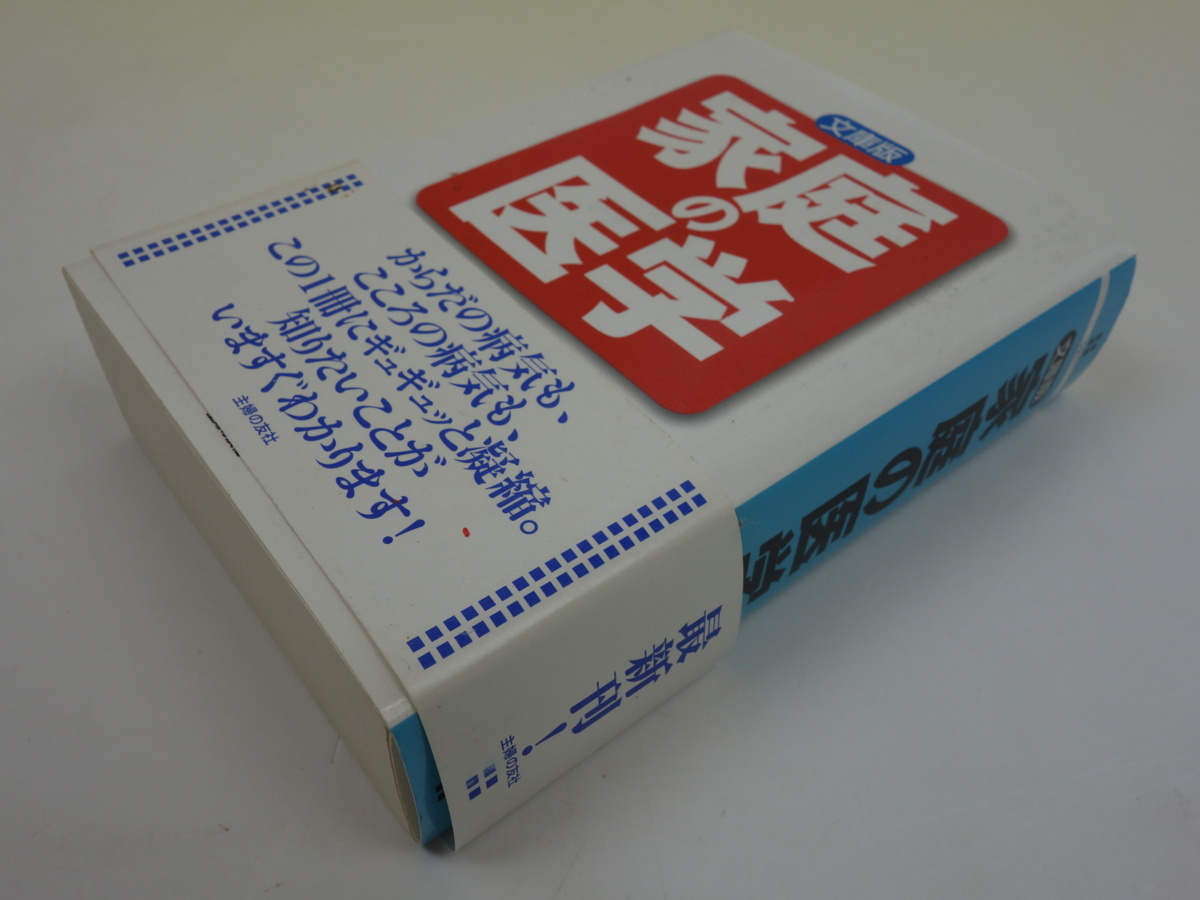 文庫版
家庭の
医学
からだの病気も、
こころの病気も、
この1冊にギュギュッと凝縮。
知りたいことが
いますぐわかります!
主婦の友社
文庫版
家庭の医学
最新刊!
主婦の友社